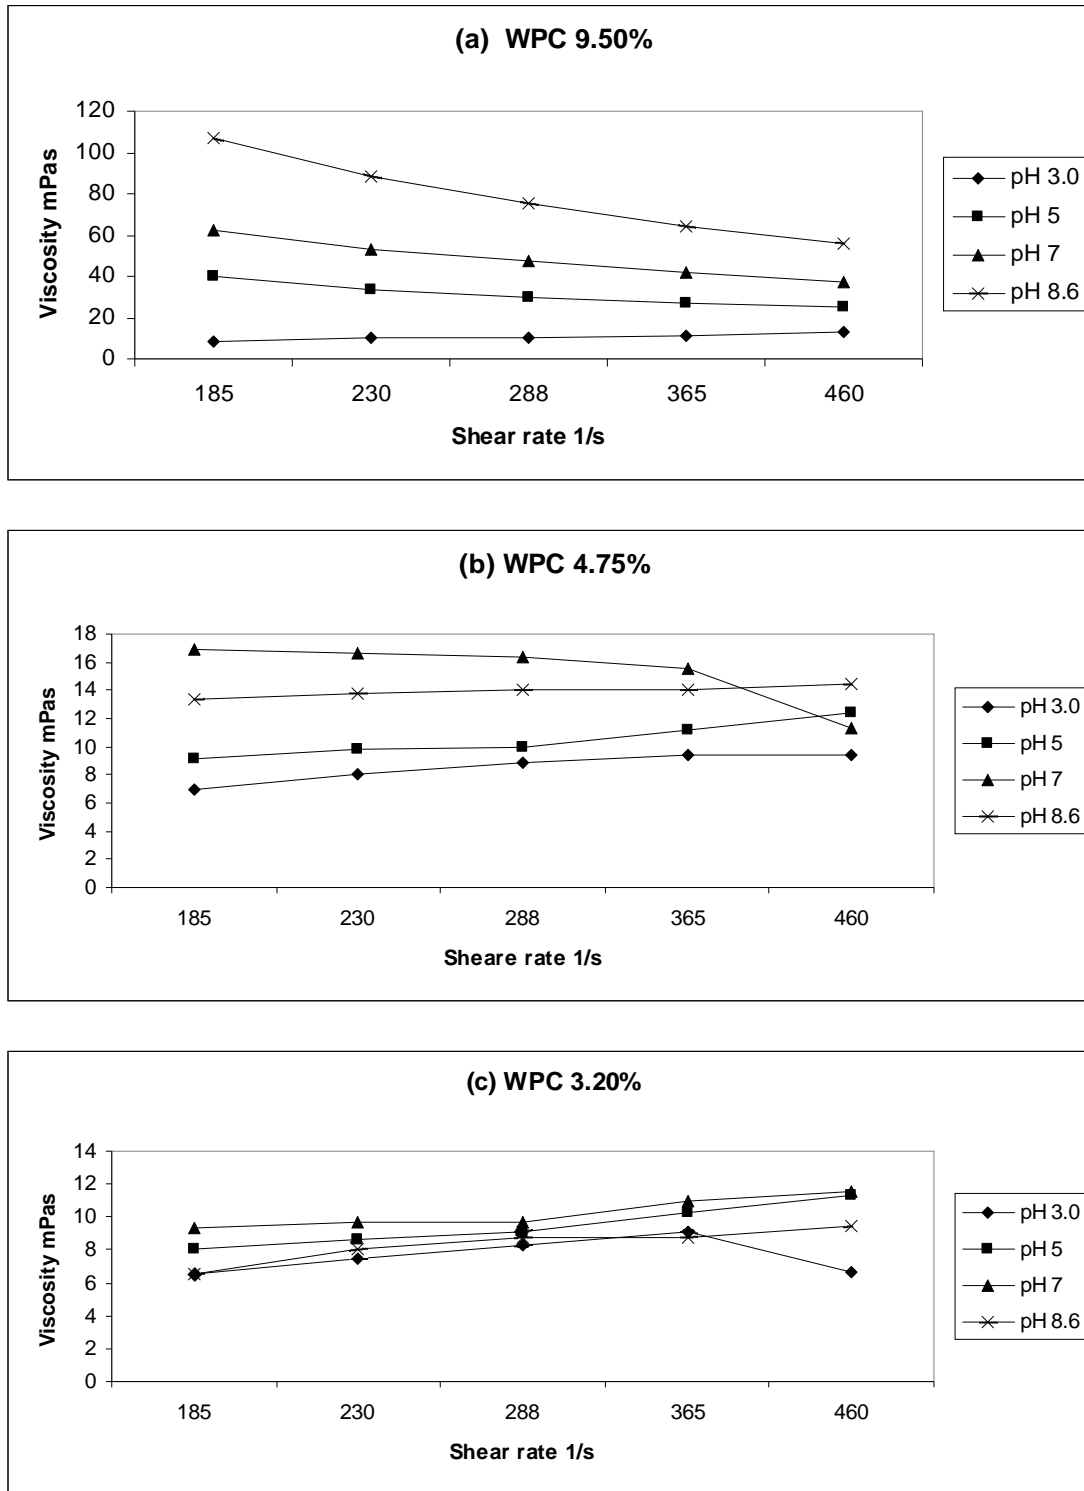 (a) WPC 9.50%
120
100
80
60
40
20
0
Viscosity mPas
185 230 288 365 460
Shear rate 1/s
pH 3.0
pH 5
pH 7
pH 8.6
(b) WPC 4.75%
18
16
14
12
10
8
6
4
2
0
Viscosity mPas
185 230 288 365 460
Sheare rate 1/s
pH 3.0
pH 5
pH 7
pH 8.6
(c) WPC 3.20%
14
12
10
8
6
4
2
0
Viscosity mPas
185 230 288 365 460
Shear rate 1/s
pH 3.0
pH 5
pH 7
pH 8.6